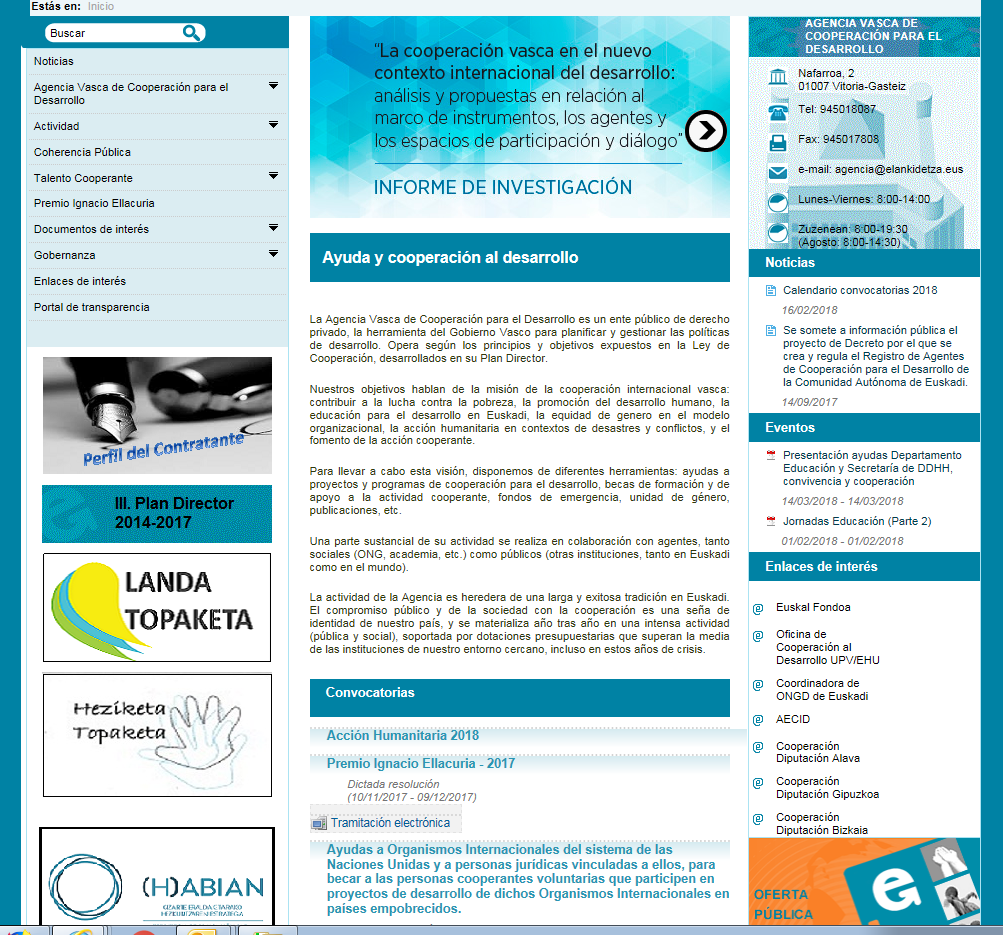 Estás en: Inicio
Buscar
Noticias
Agencia Vasca de Cooperación para el
Desarrollo
Actividad
Coherencia Pública
Talento Cooperante
Premio Ignacio Ellacuria
Documentos de interés
Gobernanza
Enlaces de interés
Portal de transparencia
Perfil del Contratante
III. Plan Director
2014-2017
LANDA
TOPAKETA
Heziketa
Topaketa
(H)ABIAN
"La cooperación vasca en el nuevo
contexto internacional del desarrollo:
análisis y propuestas en relación al
marco de instrumentos, los agentes y
los espacios de participación y diálogo"
INFORME DE INVESTIGACIÓN
Ayuda y cooperación al desarrollo
La Agencia Vasca de Cooperación para el Desarrollo es un ente público de derecho
privado, la herramienta del Gobierno Vasco para planificar y gestionar las políticas
de desarrollo. Opera según los principios y objetivos expuestos en la Ley de
Cooperación, desarrollados en su Plan Director.
Nuestros objetivos hablan de la misión de la cooperación internacional vasca:
contribuir a la lucha contra la pobreza, la promoción del desarrollo humano, la
educación para el desarrollo en Euskadi, la equidad de genero en el modelo
organizacional, la acción humanitaria en contextos de desastres y conflictos, y el
fomento de la acción cooperante.
Para llevar a cabo esta visión, disponemos de diferentes herramientas: ayudas a
proyectos y programas de cooperación para el desarrollo, becas de formación y de
apoyo a la actividad cooperante, fondos de emergencia, unidad de género,
publicaciones, etc.
Una parte sustancial de su actividad se realiza en colaboración con agentes, tanto
sociales (ONG, academia, etc.) como públicos (otras instituciones, tanto en Euskadi
como en el mundo).
La actividad de la Agencia es heredera de una larga y exitosa tradición en Euskadi.
El compromiso público y de la sociedad con la cooperación es una seña de
identidad de nuestro país, y se materializa año tras año en una intensa actividad
(pública y social), soportada por dotaciones presupuestarias que superan la media
de las instituciones de nuestro entorno cercano, incluso en estos años de crisis.
Convocatorias
Acción Humanitaria 2018
Premio Ignacio Ellacuria - 2017
Dictada resolución
(10/11/2017 - 09/12/2017)
Tramitación electrónica
Ayudas a Organismos Internacionales del sistema de las
Naciones Unidas y a personas jurídicas vinculadas a ellos, para
becar a las personas cooperantes voluntarias que participen en
proyectos de desarrollo de dichos Organismos Internacionales en
países empobrecidos.
AGENCIA VASCA DE
COOPERACIÓN PARA EL
DESARROLLO
Nafarroa, 2
01007 Vitoria-Gasteiz
Tel: 945018087
Fax: 945017808
e-mail: agencia@elankidetza.eus
Lunes-Viernes: 8:00-14:00
Zuzenean: 8:00-19:30
(Agosto: 8:00-14:30)
Noticias
Calendario convocatorias 2018
16/02/2018
Se somete a información pública el
proyecto de Decreto por el que se
crea y regula el Registro de Agentes
de Cooperación para el Desarrollo de
la Comunidad Autónoma de Euskadi.
14/09/2017
Eventos
Presentación ayudas Departamento
Educación y Secretaría de DDHH,
convivencia y cooperación
14/03/2018 - 14/03/2018
Jornadas Educación (Parte 2)
01/02/2018 - 01/02/2018
Enlaces de interés
Euskal Fondoa
Oficina de
Cooperación al
Desarrollo UPV/EHU
Coordinadora de
ONGD de Euskadi
AECID
Cooperación
Diputación Alava
Cooperación
Diputación Gipuzkoa
Cooperación
Diputación Bizkaia
OFERTA
PÚBLICA